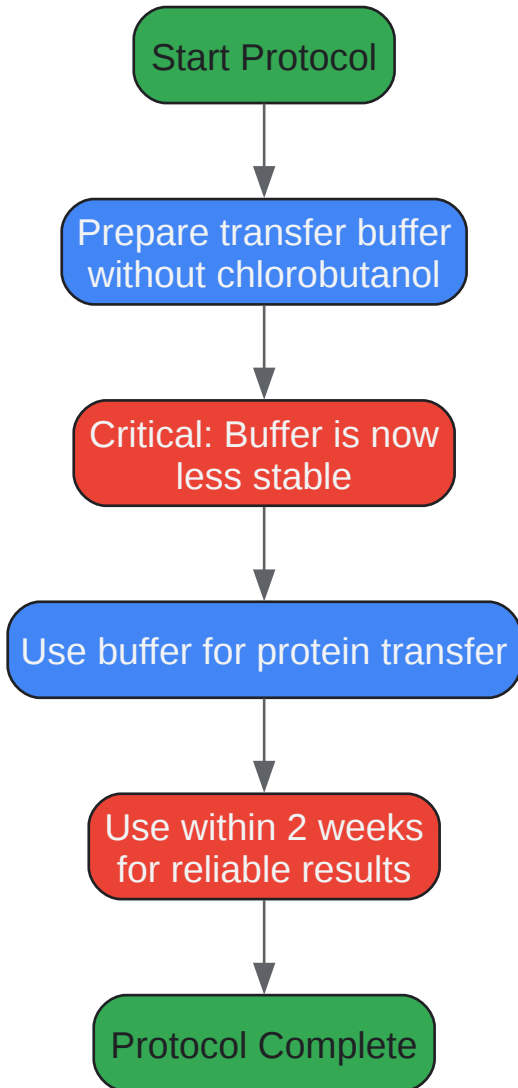 Start Protocol
Prepare transfer buffer
without chlorobutanol
Critical: Buffer is now
less stable
Use buffer for protein transfer
Use within 2 weeks
for reliable results
Protocol Complete